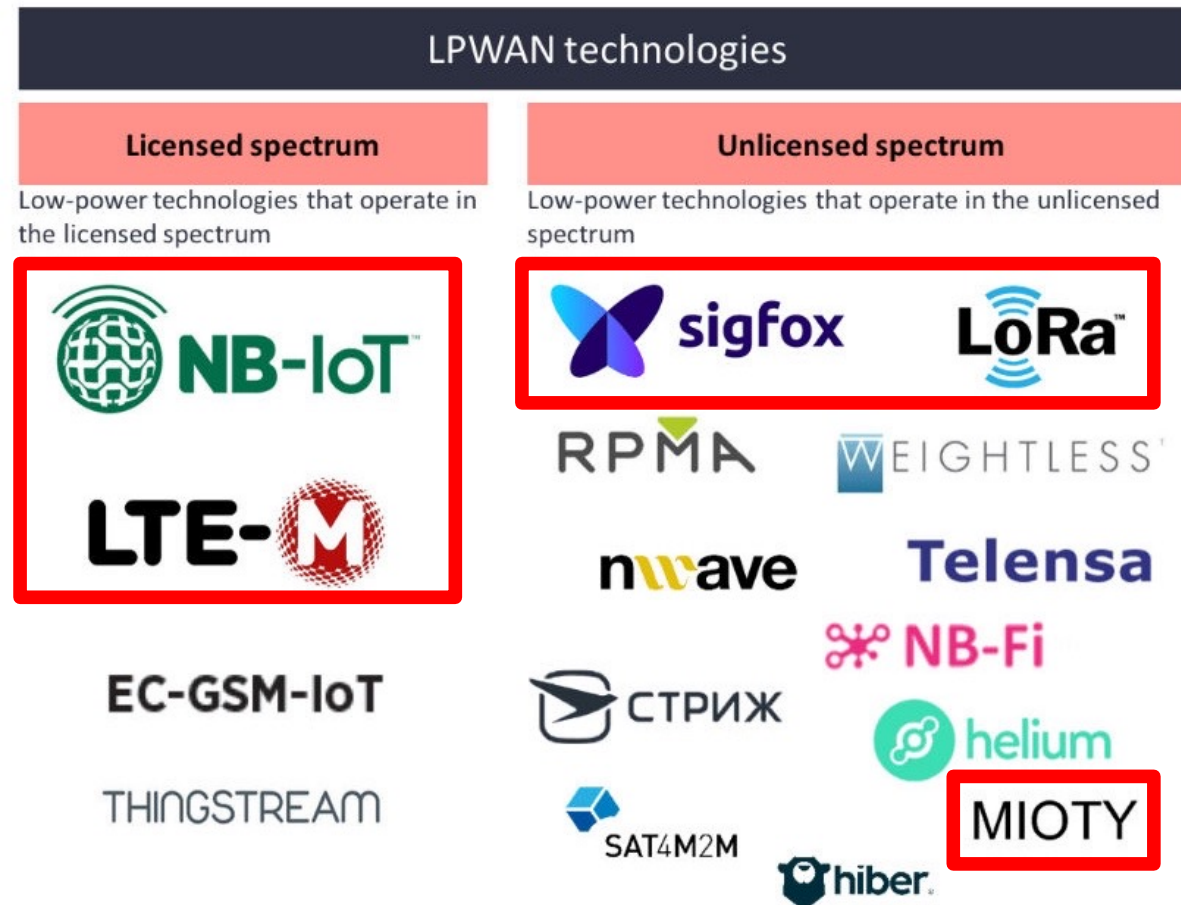 LPWAN technologies
Licensed spectrum
Low-power technologies that operate in
the licensed spectrum
NB-IoT™
LTE-M
EC-GSM-IoT
THINGSTREAM
Unlicensed spectrum
Low-power technologies that operate in the unlicensed
spectrum
sigfox
LoRa™
RPMA
WEIGHTLESS
nwave
Telensa
NB-Fi
СТРИЖ
helium
SAT4M2M
MIOTY
hiber